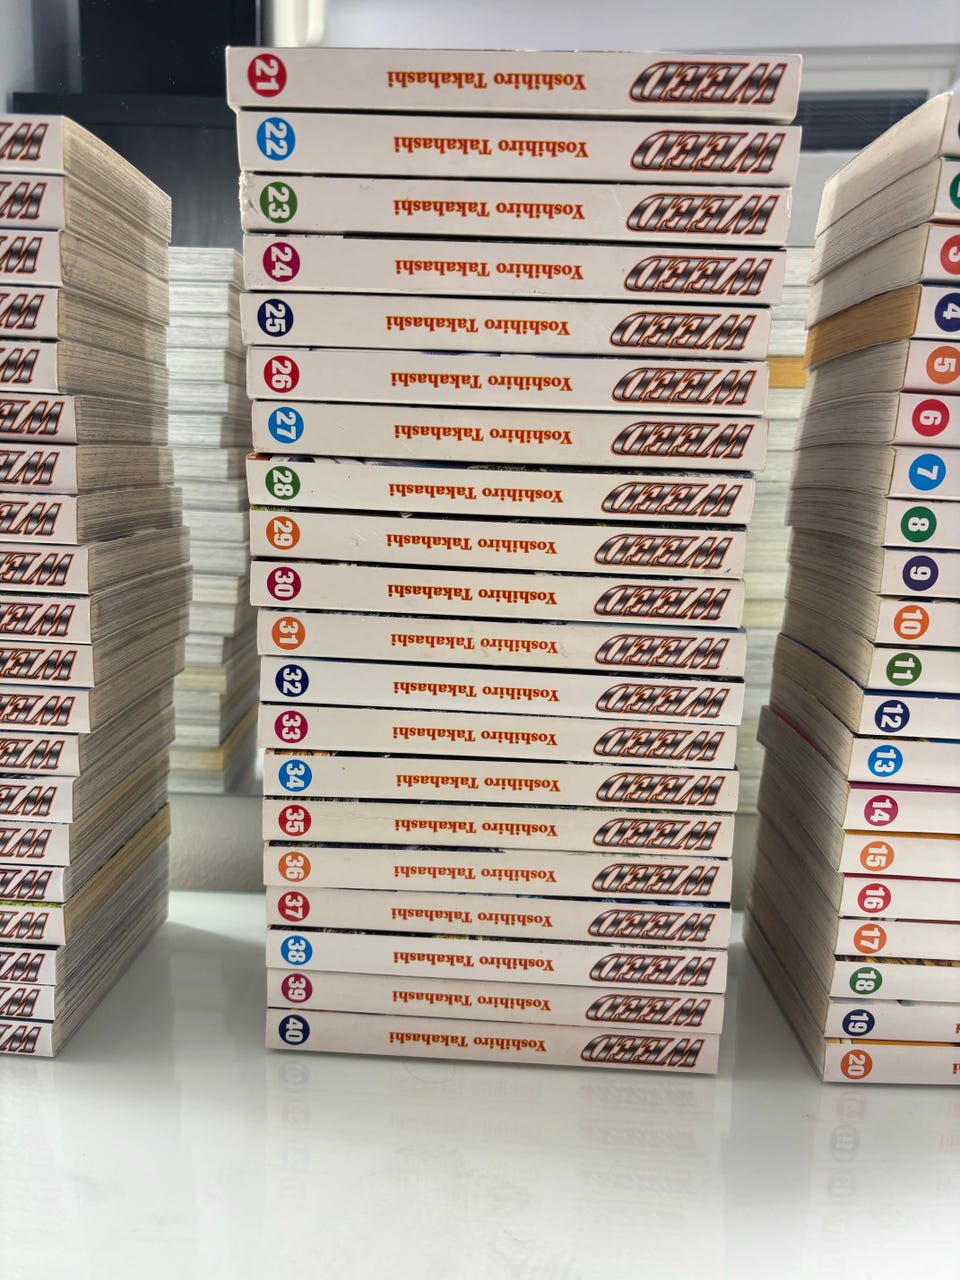 WEED Yoshihiro Takahashi 21
WEED Yoshihiro Takahashi 22
WEED Yoshihiro Takahashi 23
WEED Yoshihiro Takahashi 24
WEED Yoshihiro Takahashi 25
WEED Yoshihiro Takahashi 26
WEED Yoshihiro Takahashi 27
WEED Yoshihiro Takahashi 28
WEED Yoshihiro Takahashi 29
WEED Yoshihiro Takahashi 30
WEED Yoshihiro Takahashi 31
WEED Yoshihiro Takahashi 32
WEED Yoshihiro Takahashi 33
WEED Yoshihiro Takahashi 34
WEED Yoshihiro Takahashi 35
WEED Yoshihiro Takahashi 36
WEED Yoshihiro Takahashi 37
WEED Yoshihiro Takahashi 38
WEED Yoshihiro Takahashi 39
WEED Yoshihiro Takahashi 40
3
4
5
6
7
8
9
10
11
12
13
14
15
16
17
18
19
20